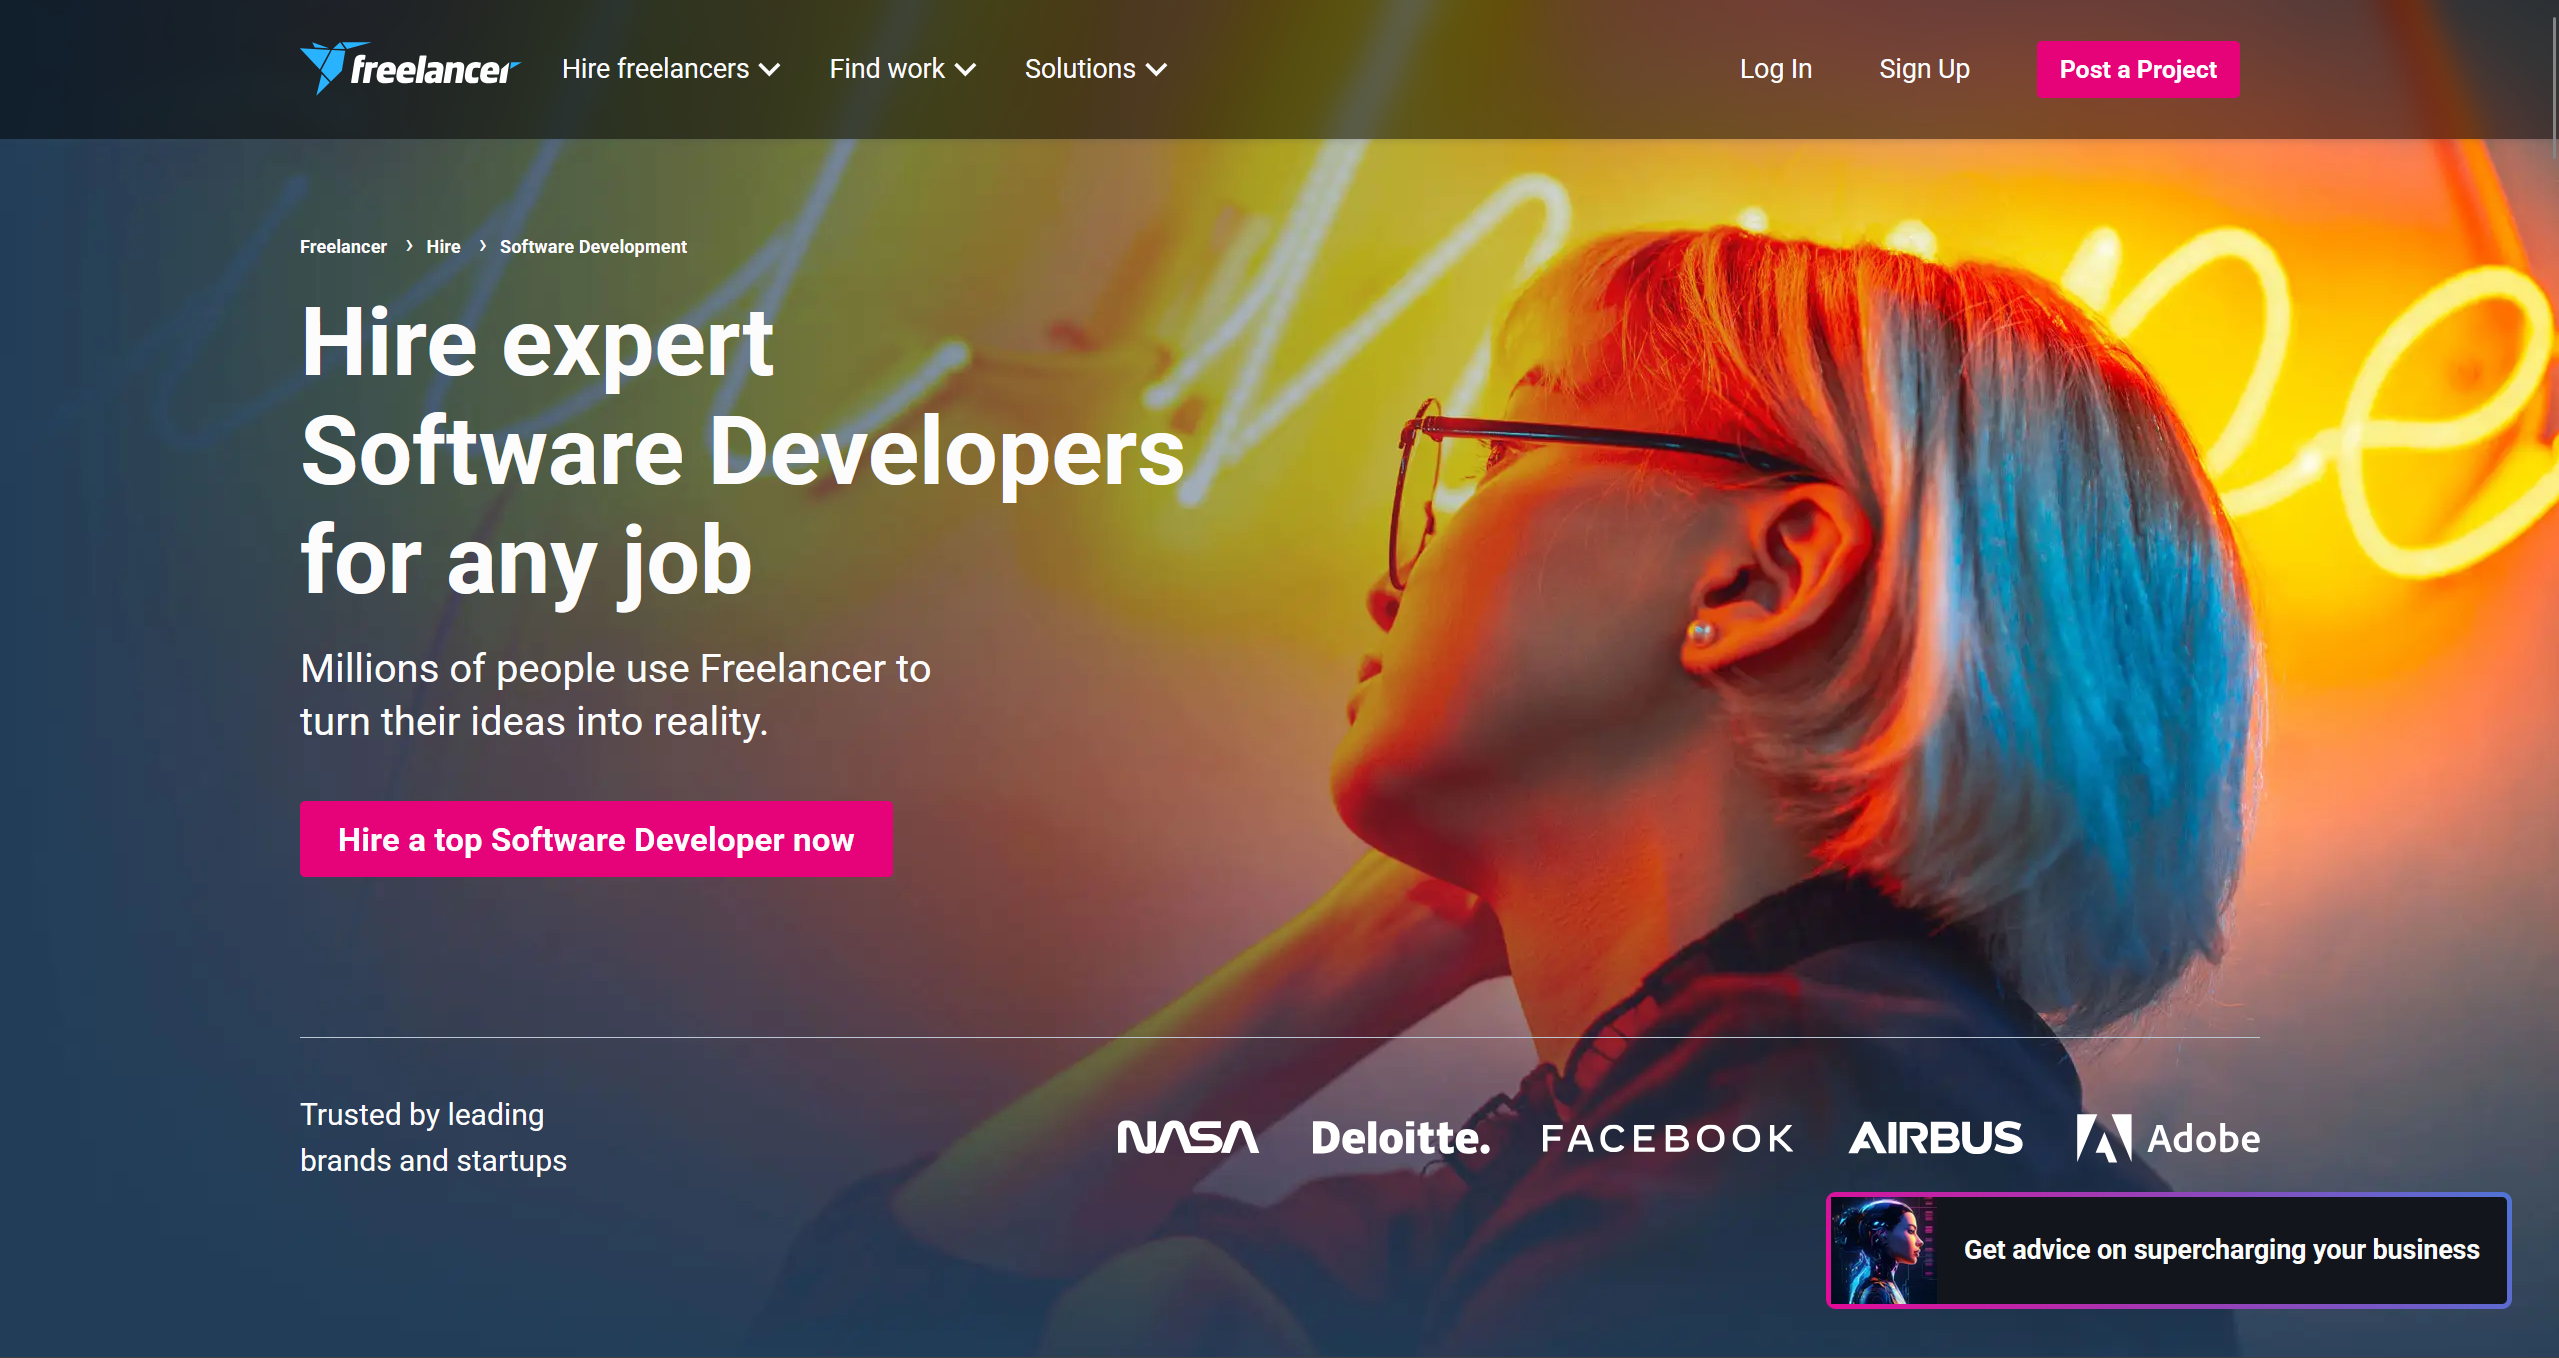 freelancer
Hire freelancers
Find work
Solutions
Log In
Sign Up
Post a Project
Freelancer › Hire › Software Development
Hire expert
Software Developers
for any job
Millions of people use Freelancer to
turn their ideas into reality.
Hire a top Software Developer now
Trusted by leading
brands and startups
NASA
Deloitte.
FACEBOOK
AIRBUS
Adobe
Get advice on supercharging your business